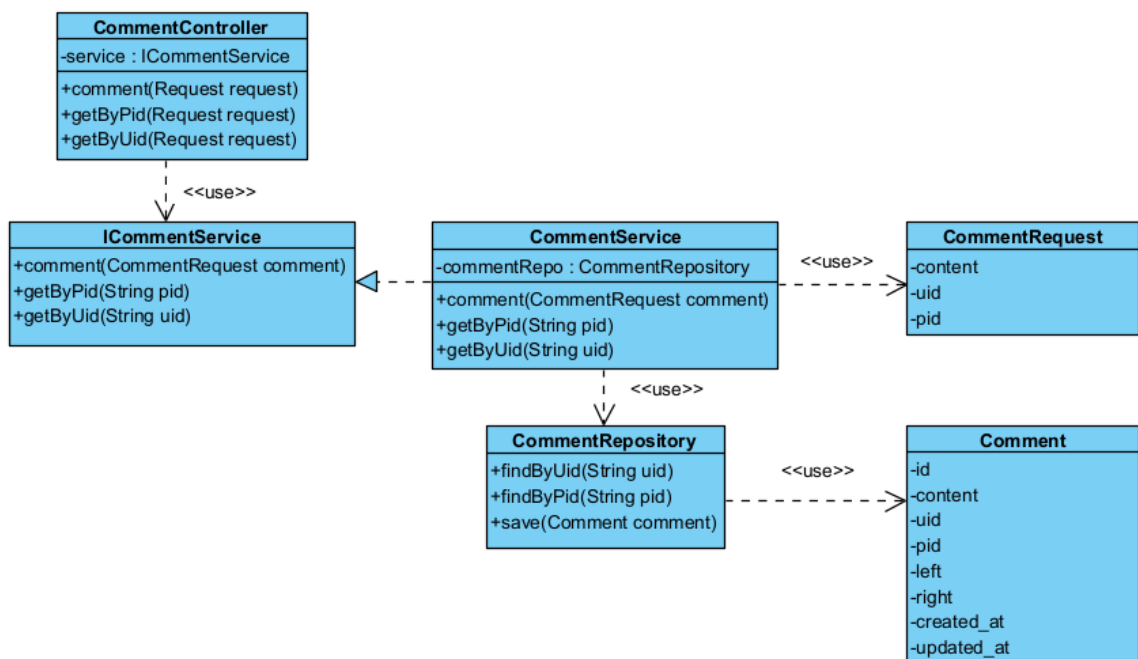 CommentController
-service : ICommentService
+comment(Request request)
+getByPid(Request request)
+getByUid(Request request)
<<use>>
ICommentService
+comment(CommentRequest comment)
+getByPid(String pid)
+getByUid(String uid)
CommentService
-commentRepo : CommentRepository
+comment(CommentRequest comment)
+getByPid(String pid)
+getByUid(String uid)
<<use>>
CommentRequest
-content
-uid
-pid
<<use>>
CommentRepository
+findByUid(String uid)
+findByPid(String pid)
+save(Comment comment)
<<use>>
Comment
-id
-content
-uid
-pid
-left
-right
-created_at
-updated_at